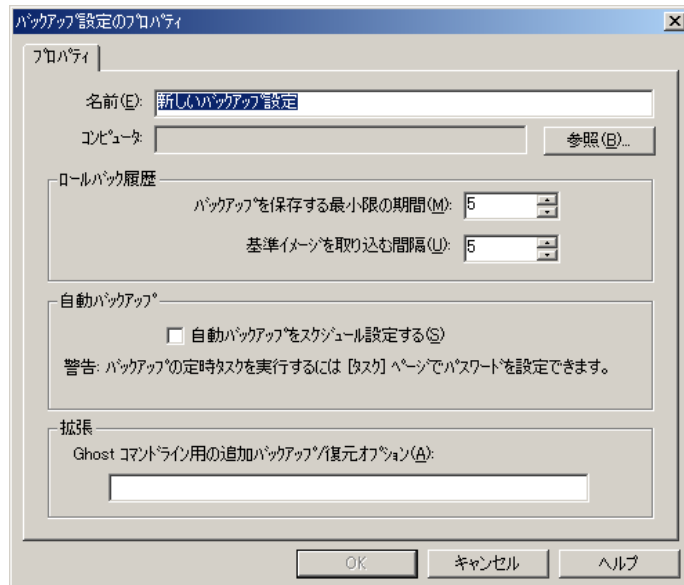 バックアップ設定のプロパティ
プロパティ
名前(E): 新しいバックアップ設定
コンピュータ:
参照(B)...
ロールバック履歴
バックアップを保存する最小限の期間(M): 5
基準イメージを取り込む間隔(U): 5
自動バックアップ
自動バックアップをスケジュール設定する(S)
警告: バックアップの定時タスクを実行するには [タスク] ページでパスワードを設定できます。
拡張
Ghost コマンドライン用の追加バックアップ/復元オプション(A):
OK
キャンセル
ヘルプ